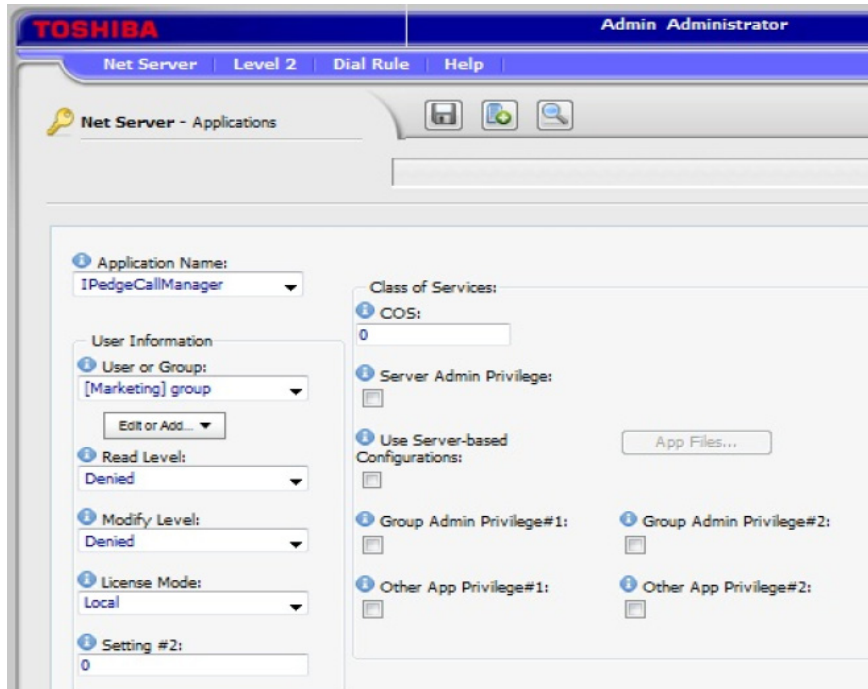 TOSHIBA
Admin Administrator
Net Server | Level 2 | Dial Rule | Help |
Net Server - Applications
Application Name:
IPedgeCallManager
User Information
User or Group:
[Marketing] group
Edit or Add...
Read Level:
Denied
Modify Level:
Denied
License Mode:
Local
Setting #2:
0
Class of Services:
COS:
0
Server Admin Privilege:
Use Server-based
Configurations:
App Files...
Group Admin Privilege#1:
Group Admin Privilege#2:
Other App Privilege#1:
Other App Privilege#2: